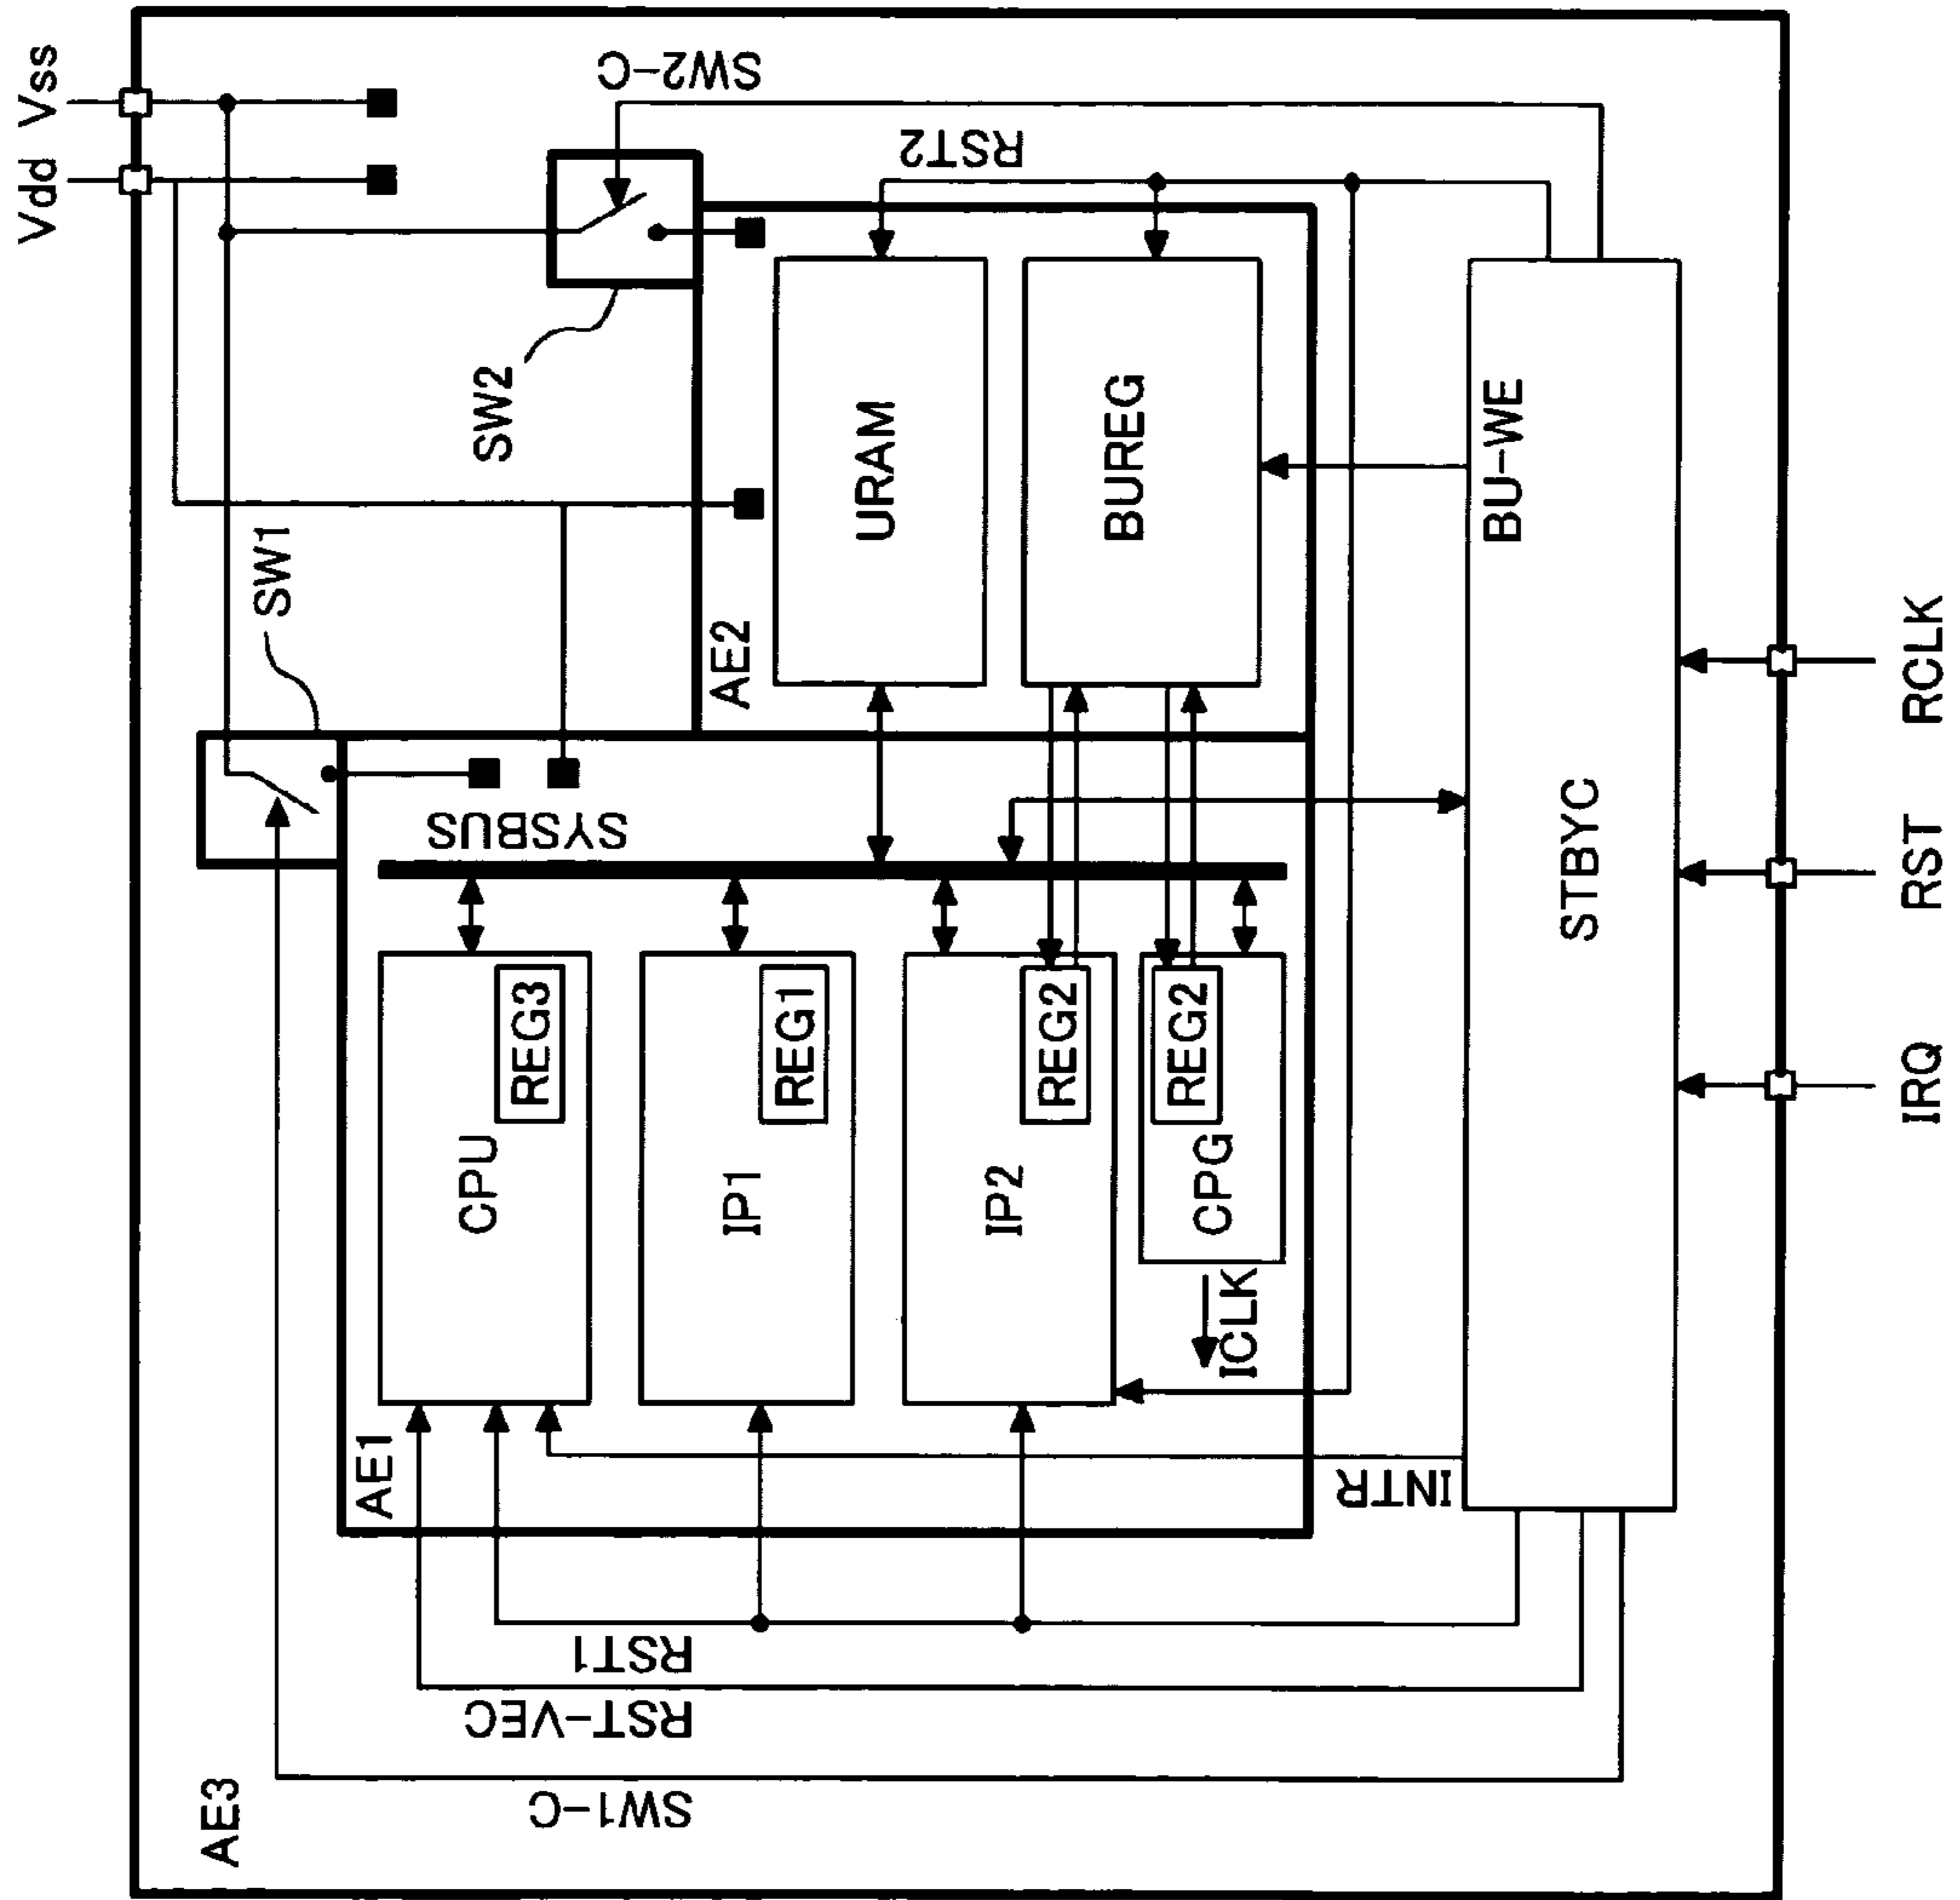 Vdd
Vss
SW1
SW2
SW2-C
RST2
AE3
AE1
AE2
SYSBUS
CPU
REG3
IP1
REG1
IP2
REG2
CPG
REG2
ICLK
URAM
BUREG
BU-WE
STBYC
INTR
RST1
RST-VEC
SW1-C
IRQ
RST
RCLK